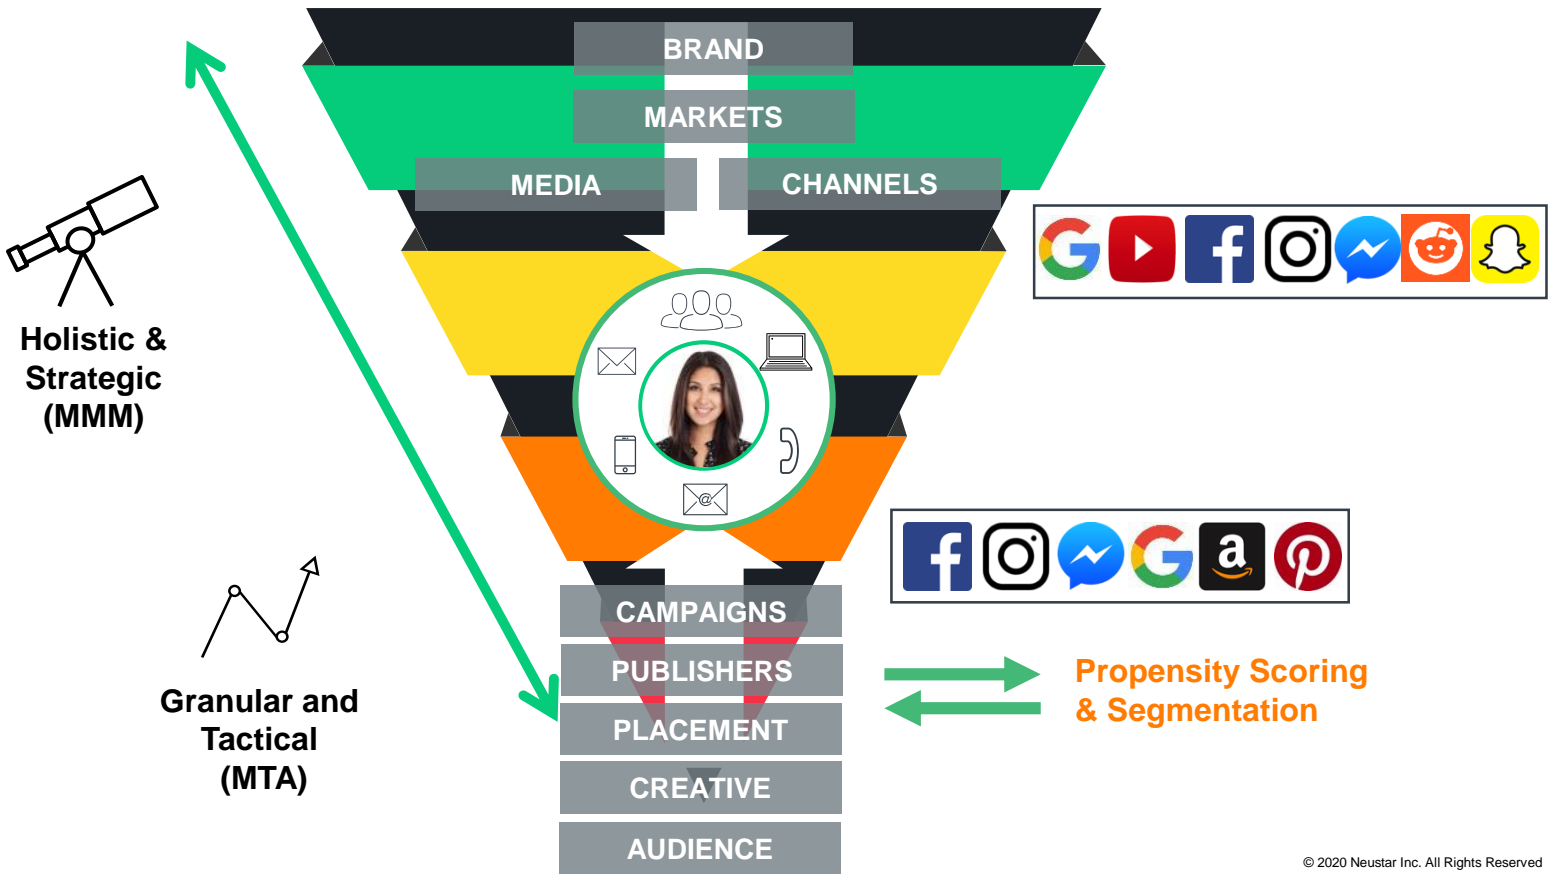 BRAND
MARKETS
MEDIA
CHANNELS
Holistic &
Strategic
(MMM)
@
CAMPAIGNS
PUBLISHERS
PLACEMENT
CREATIVE
AUDIENCE
Propensity Scoring
& Segmentation
Granular and
Tactical
(MTA)
© 2020 Neustar Inc. All Rights Reserved